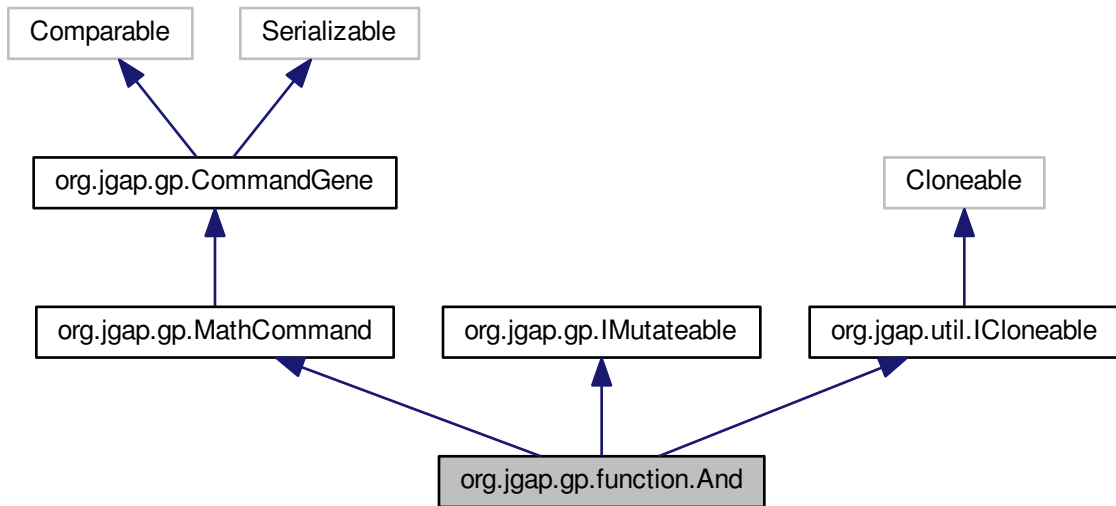 Comparable
Serializable
org.jgap.gp.CommandGene
Cloneable
org.jgap.gp.MathCommand
org.jgap.gp.IMutateable
org.jgap.util.ICloneable
org.jgap.gp.function.And